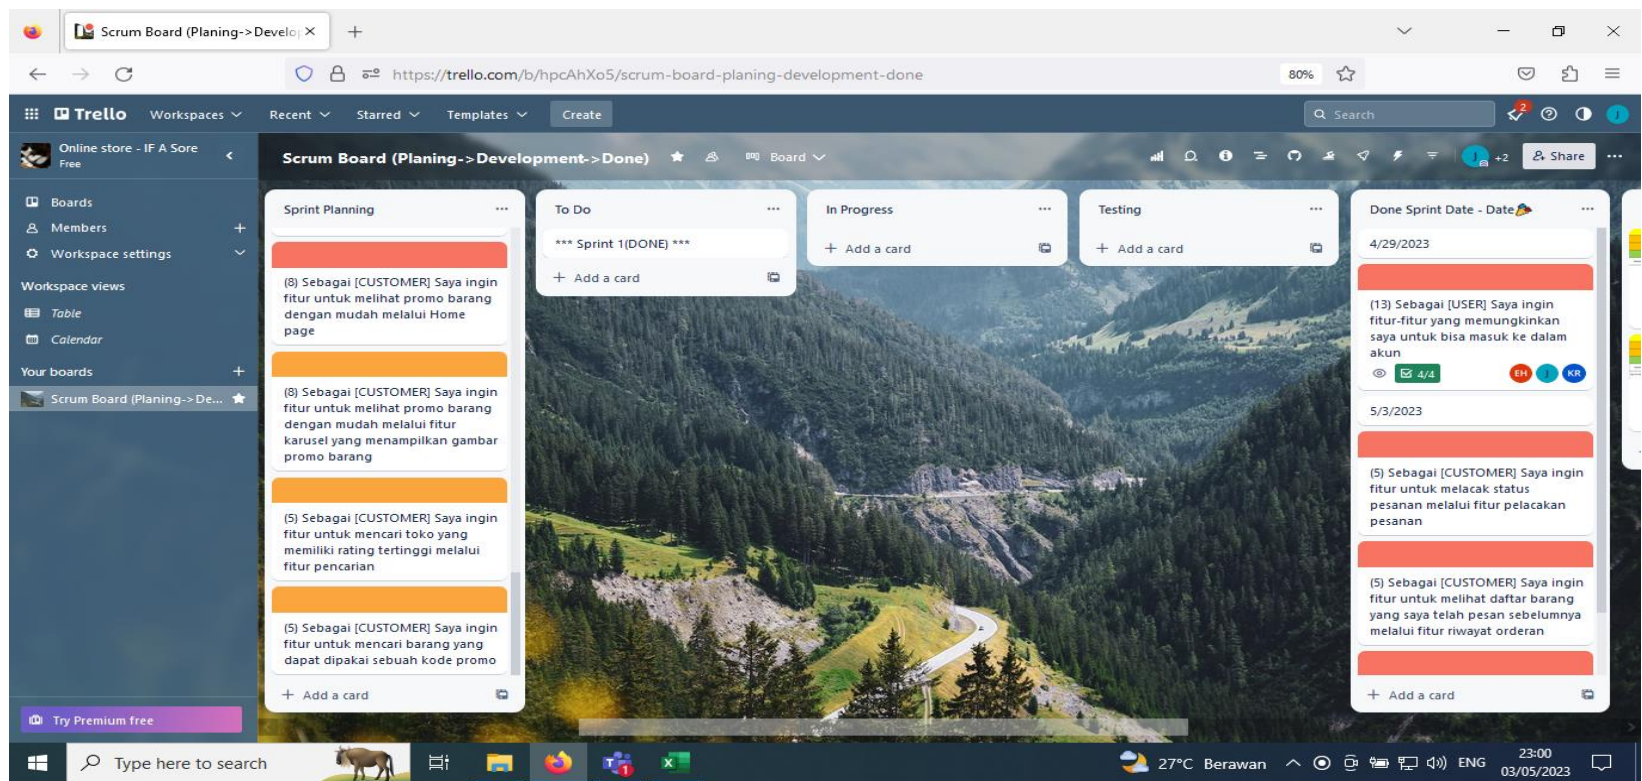 Scrum Board (Planing->Develo
https://trello.com/b/hpcAhXo5/scrum-board-planing-development-done
80%
Trello Workspaces Recent Starred Templates Create Search 2 J
Online store - IF A Sore
Free
Scrum Board (Planing->Development->Done) Board J +2 Share
Boards
Members
Workspace settings
Workspace views
Table
Calendar
Your boards
Scrum Board (Planing->De...
Try Premium free
Sprint Planning
(8) Sebagai [CUSTOMER] Saya ingin
fitur untuk melihat promo barang
dengan mudah melalui Home
page
(8) Sebagai [CUSTOMER] Saya ingin
fitur untuk melihat promo barang
dengan mudah melalui fitur
karusel yang menampilkan gambar
promo barang
(5) Sebagai [CUSTOMER] Saya ingin
fitur untuk mencari toko yang
memiliki rating tertinggi melalui
fitur pencarian
(5) Sebagai [CUSTOMER] Saya ingin
fitur untuk mencari barang yang
dapat dipakai sebuah kode promo
+ Add a card
To Do
*** Sprint 1(DONE) ***
+ Add a card
In Progress
+ Add a card
Testing
+ Add a card
Done Sprint Date - Date
4/29/2023
(13) Sebagai [USER] Saya ingin
fitur-fitur yang memungkinkan
saya untuk bisa masuk ke dalam
akun
4/4 EH J KR
5/3/2023
(5) Sebagai [CUSTOMER] Saya ingin
fitur untuk melacak status
pesanan melalui fitur pelacakan
pesanan
(5) Sebagai [CUSTOMER] Saya ingin
fitur untuk melihat daftar barang
yang saya telah pesan sebelumnya
melalui fitur riwayat orderan
+ Add a card
Type here to search
27°C Berawan
ENG
23:00
03/05/2023